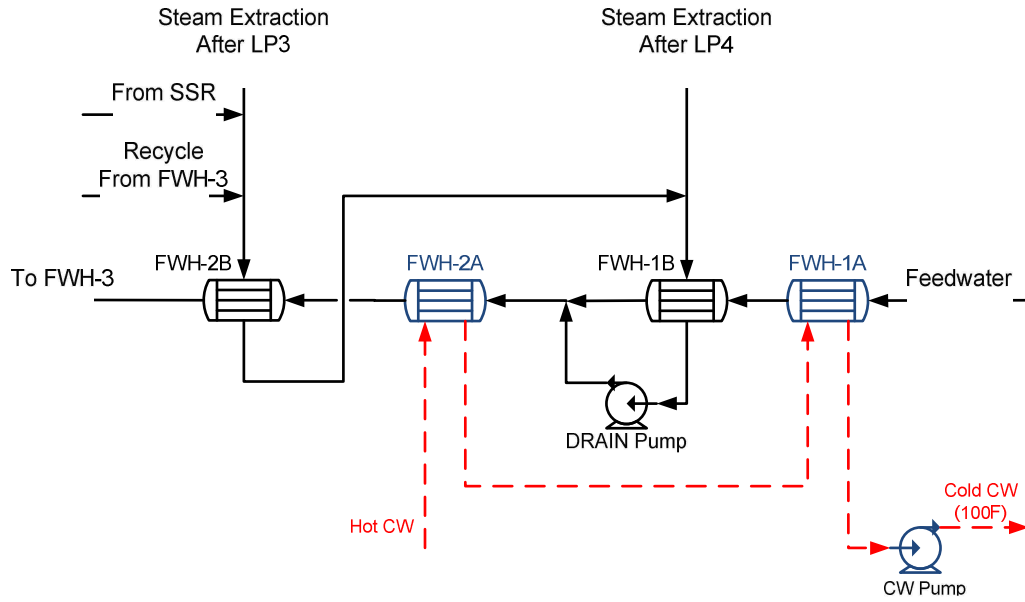 Steam Extraction
After LP3
Steam Extraction
After LP4
From SSR
Recycle
From FWH-3
To FWH-3
FWH-2B
FWH-2A
FWH-1B
FWH-1A
Feedwater
DRAIN Pump
Hot CW
Cold CW
(100F)
CW Pump